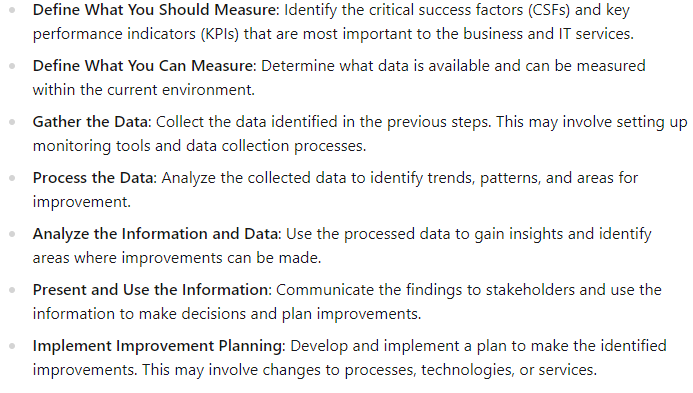 Define What You Should Measure: Identify the critical success factors (CSFs) and key
performance indicators (KPIs) that are most important to the business and IT services.
Define What You Can Measure: Determine what data is available and can be measured
within the current environment.
Gather the Data: Collect the data identified in the previous steps. This may involve setting up
monitoring tools and data collection processes.
Process the Data: Analyze the collected data to identify trends, patterns, and areas for
improvement.
Analyze the Information and Data: Use the processed data to gain insights and identify
areas where improvements can be made.
Present and Use the Information: Communicate the findings to stakeholders and use the
information to make decisions and plan improvements.
Implement Improvement Planning: Develop and implement a plan to make the identified
improvements. This may involve changes to processes, technologies, or services.